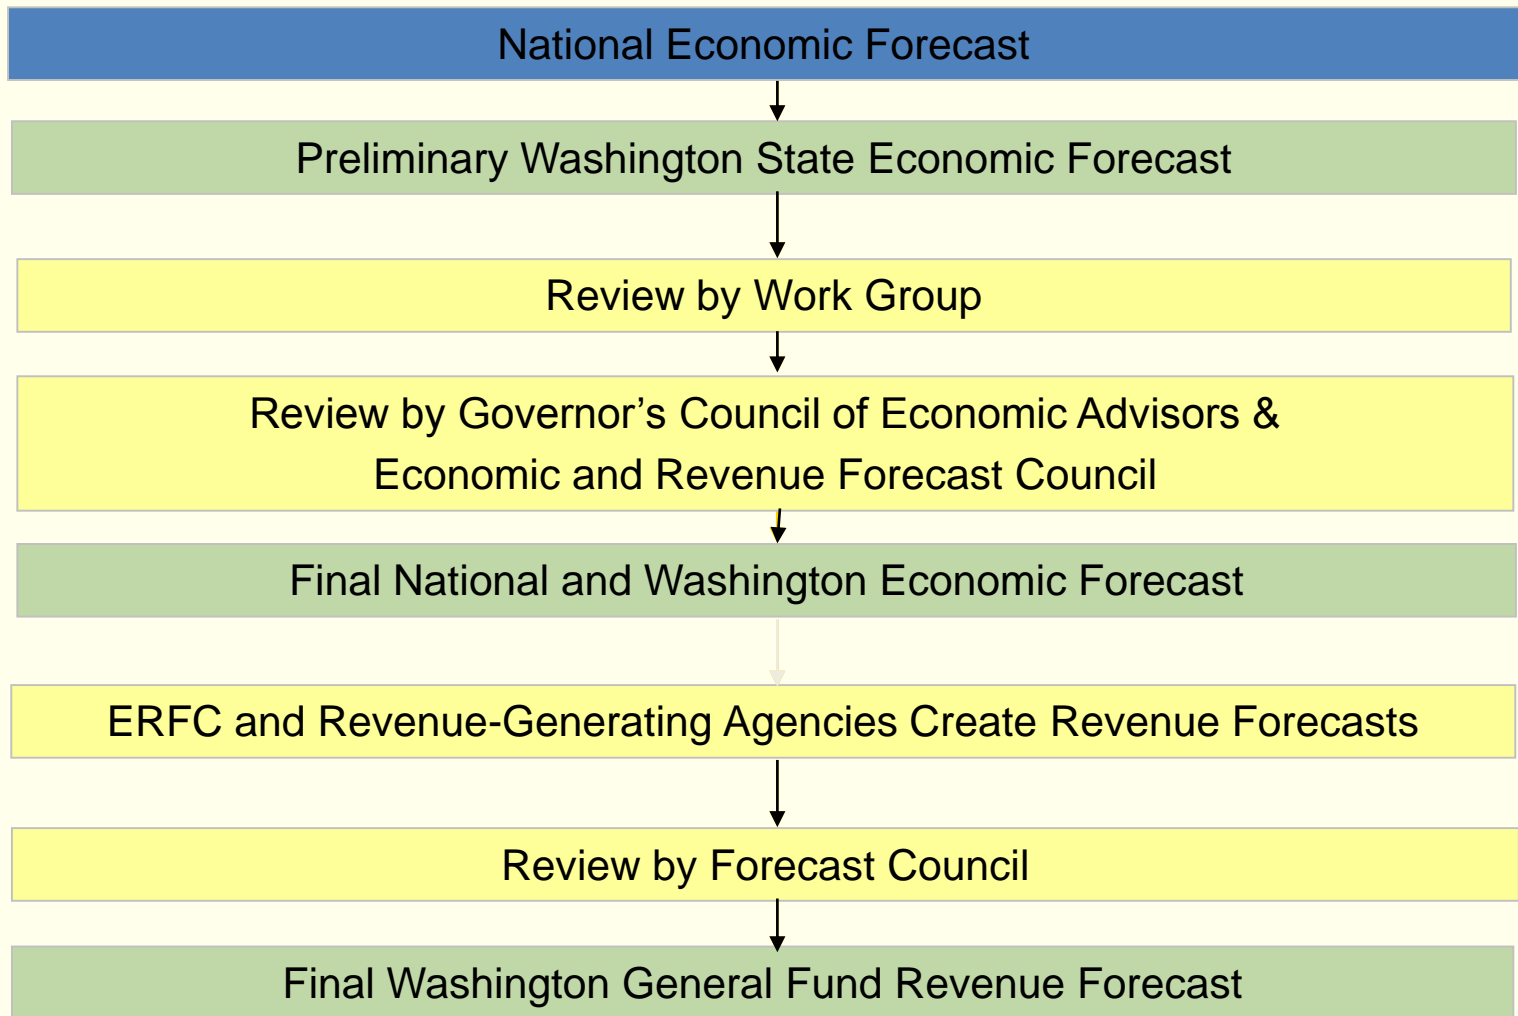 National Economic Forecast
Preliminary Washington State Economic Forecast
Review by Work Group
Review by Governor’s Council of Economic Advisors &
Economic and Revenue Forecast Council
Final National and Washington Economic Forecast
ERFC and Revenue-Generating Agencies Create Revenue Forecasts
Review by Forecast Council
Final Washington General Fund Revenue Forecast